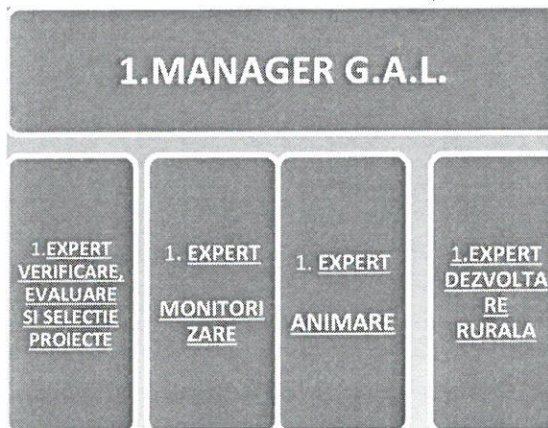 1.MANAGER G.A.L.
1.EXPERT
VERIFICARE,
EVALUARE
SI SELECTIE
PROIECTE
1. EXPERT
MONITORI
ZARE
1. EXPERT
ANIMARE
1.EXPERT
DEZVOLTA
RE
RURALA